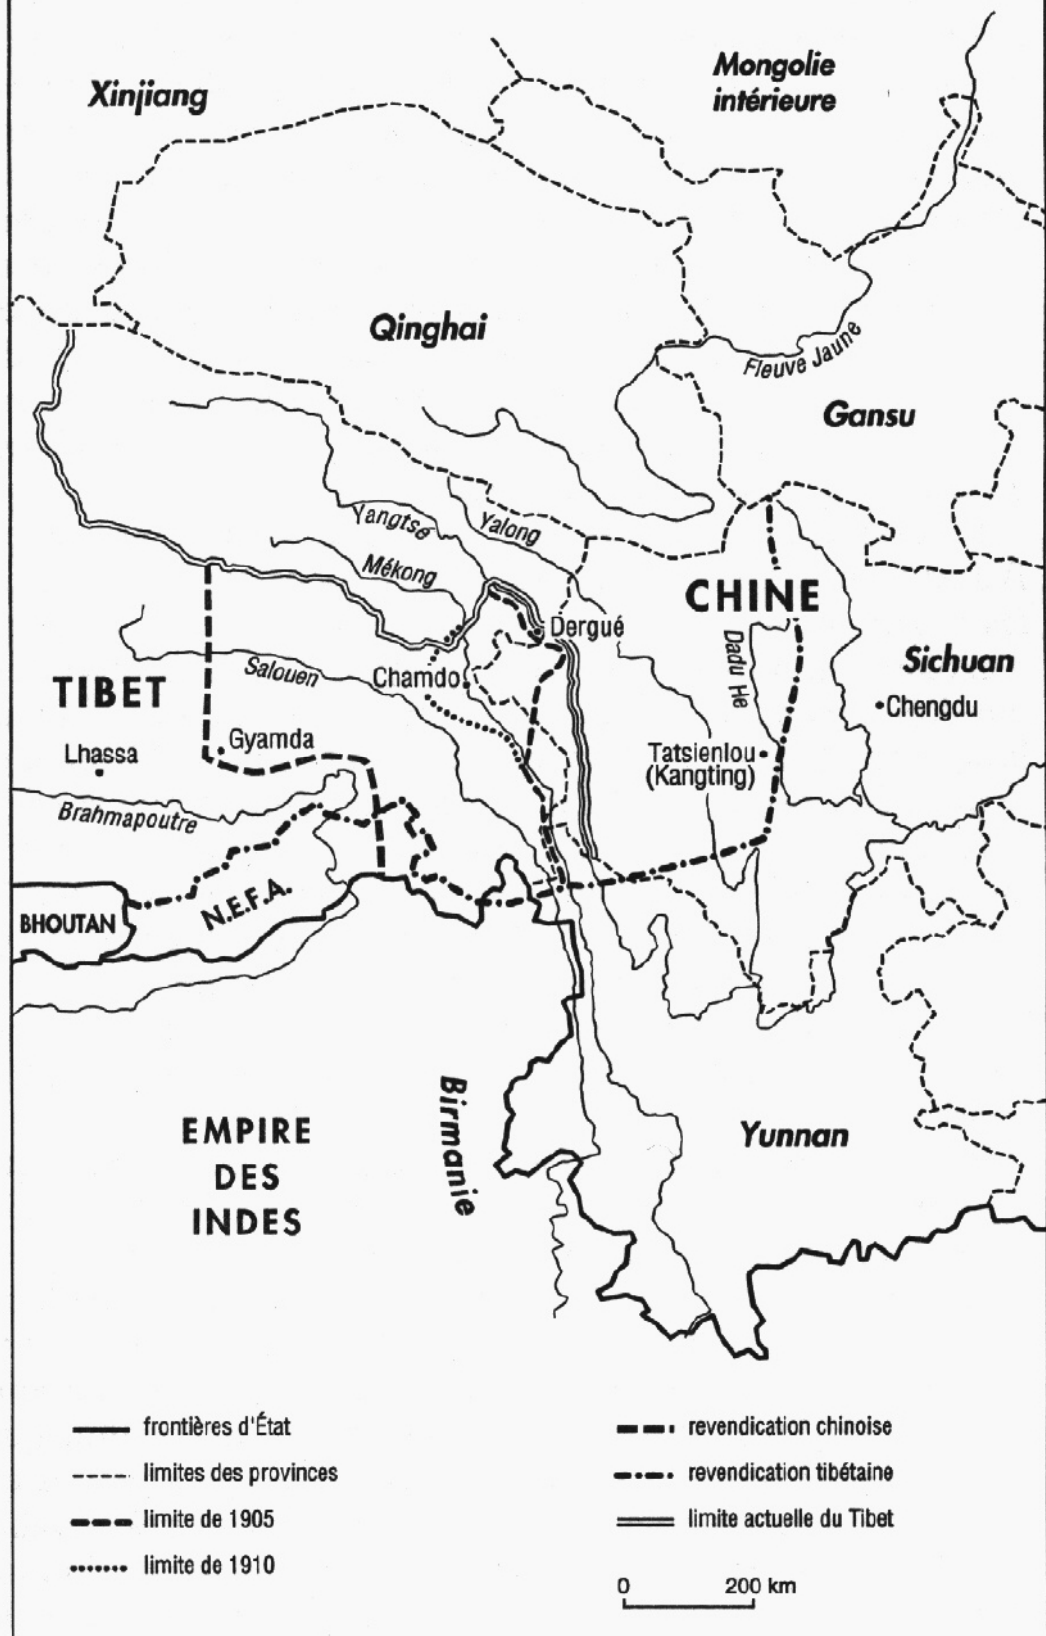 Xinjiang
Mongolie
intérieure
Qinghai
Fleuve Jaune
Gansu
Yangtsé
Yalong
Mékong
CHINE
Dergué
Dadu He
Salouen
Chamdo
Sichuan
TIBET
Chengdu
Gyamda
Lhassa
Tatsienlou
(Kangting)
Brahmapoutre
N.E.F.A.
BHOUTAN
Birmanie
EMPIRE
DES
INDES
Yunnan
frontières d'État
limites des provinces
limite de 1905
limite de 1910
revendication chinoise
revendication tibétaine
limite actuelle du Tibet
0 200 km